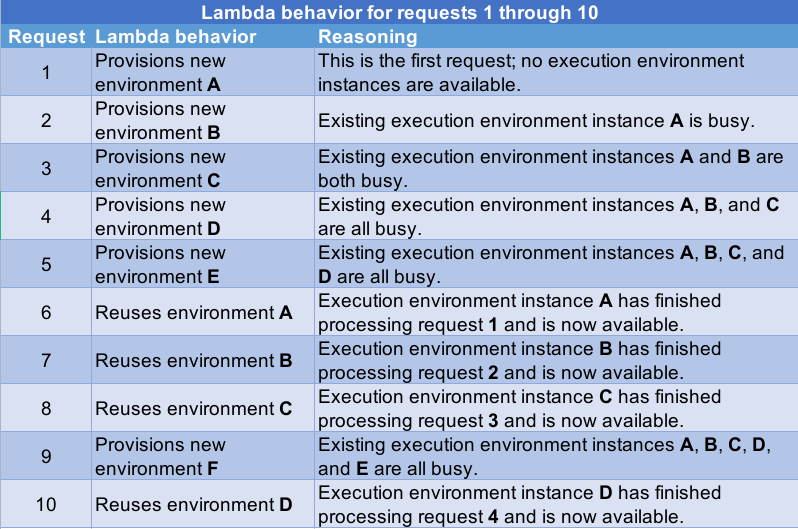 Lambda behavior for requests 1 through 10
Request Lambda behavior Reasoning
1 Provisions new environment A This is the first request; no execution environment instances are available.
2 Provisions new environment B Existing execution environment instance A is busy.
3 Provisions new environment C Existing execution environment instances A and B are both busy.
4 Provisions new environment D Existing execution environment instances A, B, and C are all busy.
5 Provisions new environment E Existing execution environment instances A, B, C, and D are all busy.
6 Reuses environment A Execution environment instance A has finished processing request 1 and is now available.
7 Reuses environment B Execution environment instance B has finished processing request 2 and is now available.
8 Reuses environment C Execution environment instance C has finished processing request 3 and is now available.
9 Provisions new environment F Existing execution environment instances A, B, C, D, and E are all busy.
10 Reuses environment D Execution environment instance D has finished processing request 4 and is now available.